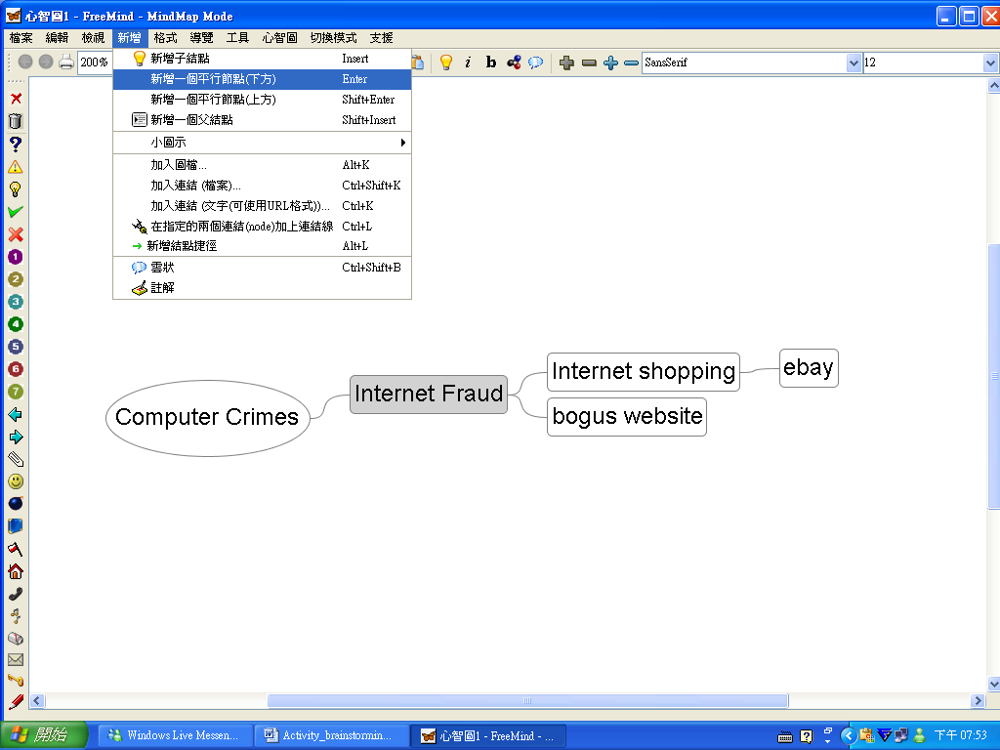 心智圖1 - FreeMind - MindMap Mode
檔案 編輯 檢視 新增 格式 導覽 工具 心智圖 切換模式 支援
200% i b SansSerif 12
新增子結點 Insert
新增一個平行節點(下方) Enter
新增一個平行節點(上方) Shift+Enter
新增一個父結點 Shift+Insert
小圖示
加入圖檔... Alt+K
加入連結 (檔案)... Ctrl+Shift+K
加入連結 (文字(可使用URL格式))... Ctrl+K
在指定的兩個連結(node)加上連結線 Ctrl+L
新增結點捷徑 Alt+L
雲狀 Ctrl+Shift+B
註解
?
1
2
3
4
5
6
7
Computer Crimes
Internet Fraud
Internet shopping
ebay
bogus website
開始
Windows Live Messen...
Activity_brainstormin...
心智圖1 - FreeMind - ...
下午 07:53